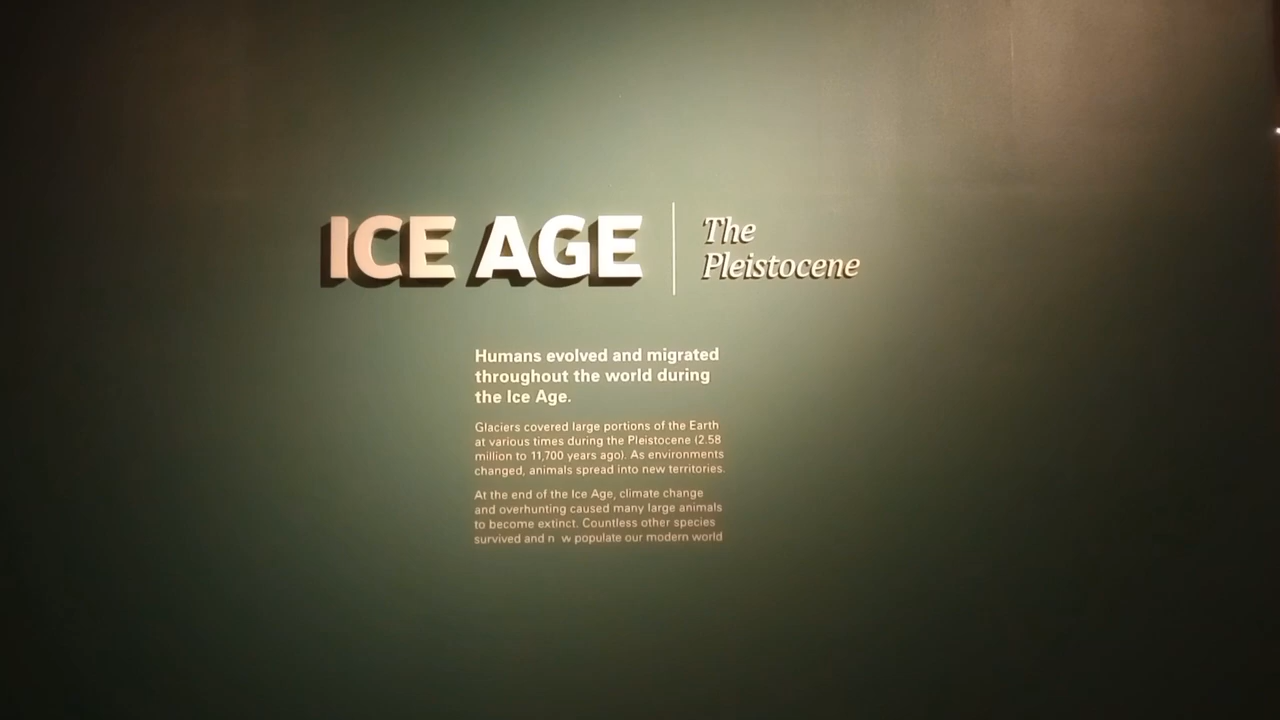 ICE AGE
The
Pleistocene
Humans evolved and migrated
throughout the world during
the Ice Age.
Glaciers covered large portions of the Earth
at various times during the Pleistocene (2.58
million to 11,700 years ago). As environments
changed, animals spread into new territories.
At the end of the Ice Age, climate change
and overhunting caused many large animals
to become extinct. Countless other species
survived and n w populate our modern world